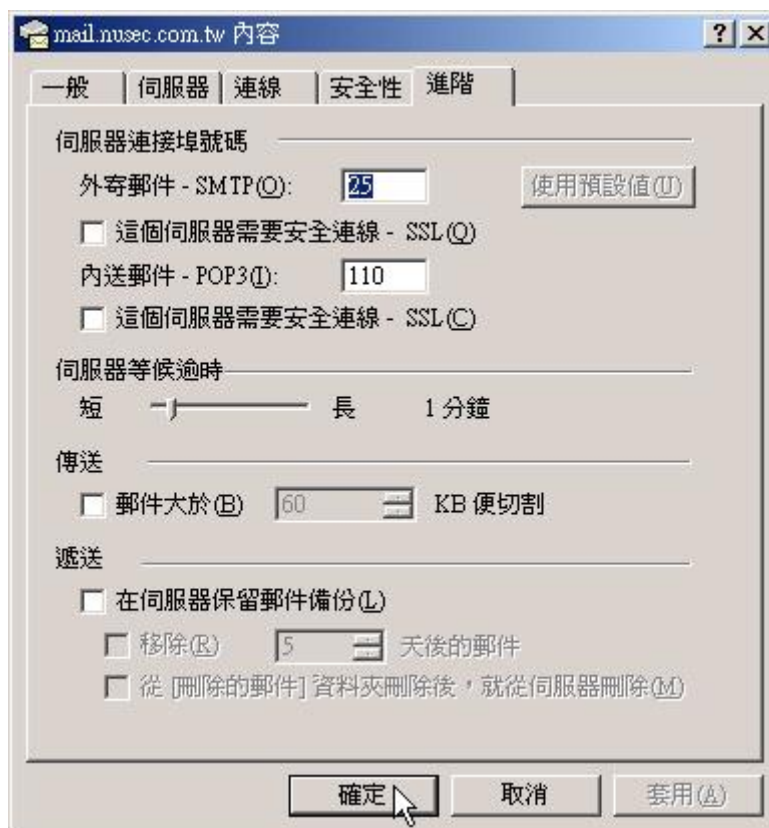 mail.nusec.com.tw 內容
一般 伺服器 連線 安全性 進階
伺服器連接埠號碼
外寄郵件 - SMTP(O): 25 使用預設值(U)
這個伺服器需要安全連線 - SSL(Q)
內送郵件 - POP3(I): 110
這個伺服器需要安全連線 - SSL(C)
伺服器等候逾時
短 長 1 分鐘
傳送
郵件大於(B) 60 KB 便切割
遞送
在伺服器保留郵件備份(L)
移除(R) 5 天後的郵件
從 [刪除的郵件] 資料夾刪除後，就從伺服器刪除(M)
確定 取消 套用(A)